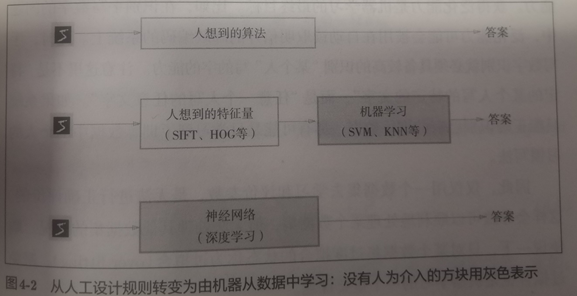 5
人想到的算法
答案
5
人想到的特征量
（SIFT、HOG等）
机器学习
（SVM、KNN等）
答案
5
神经网络
（深度学习）
答案
图4-2 从人工设计规则转变为由机器从数据中学习：没有人为介入的方块用灰色表示